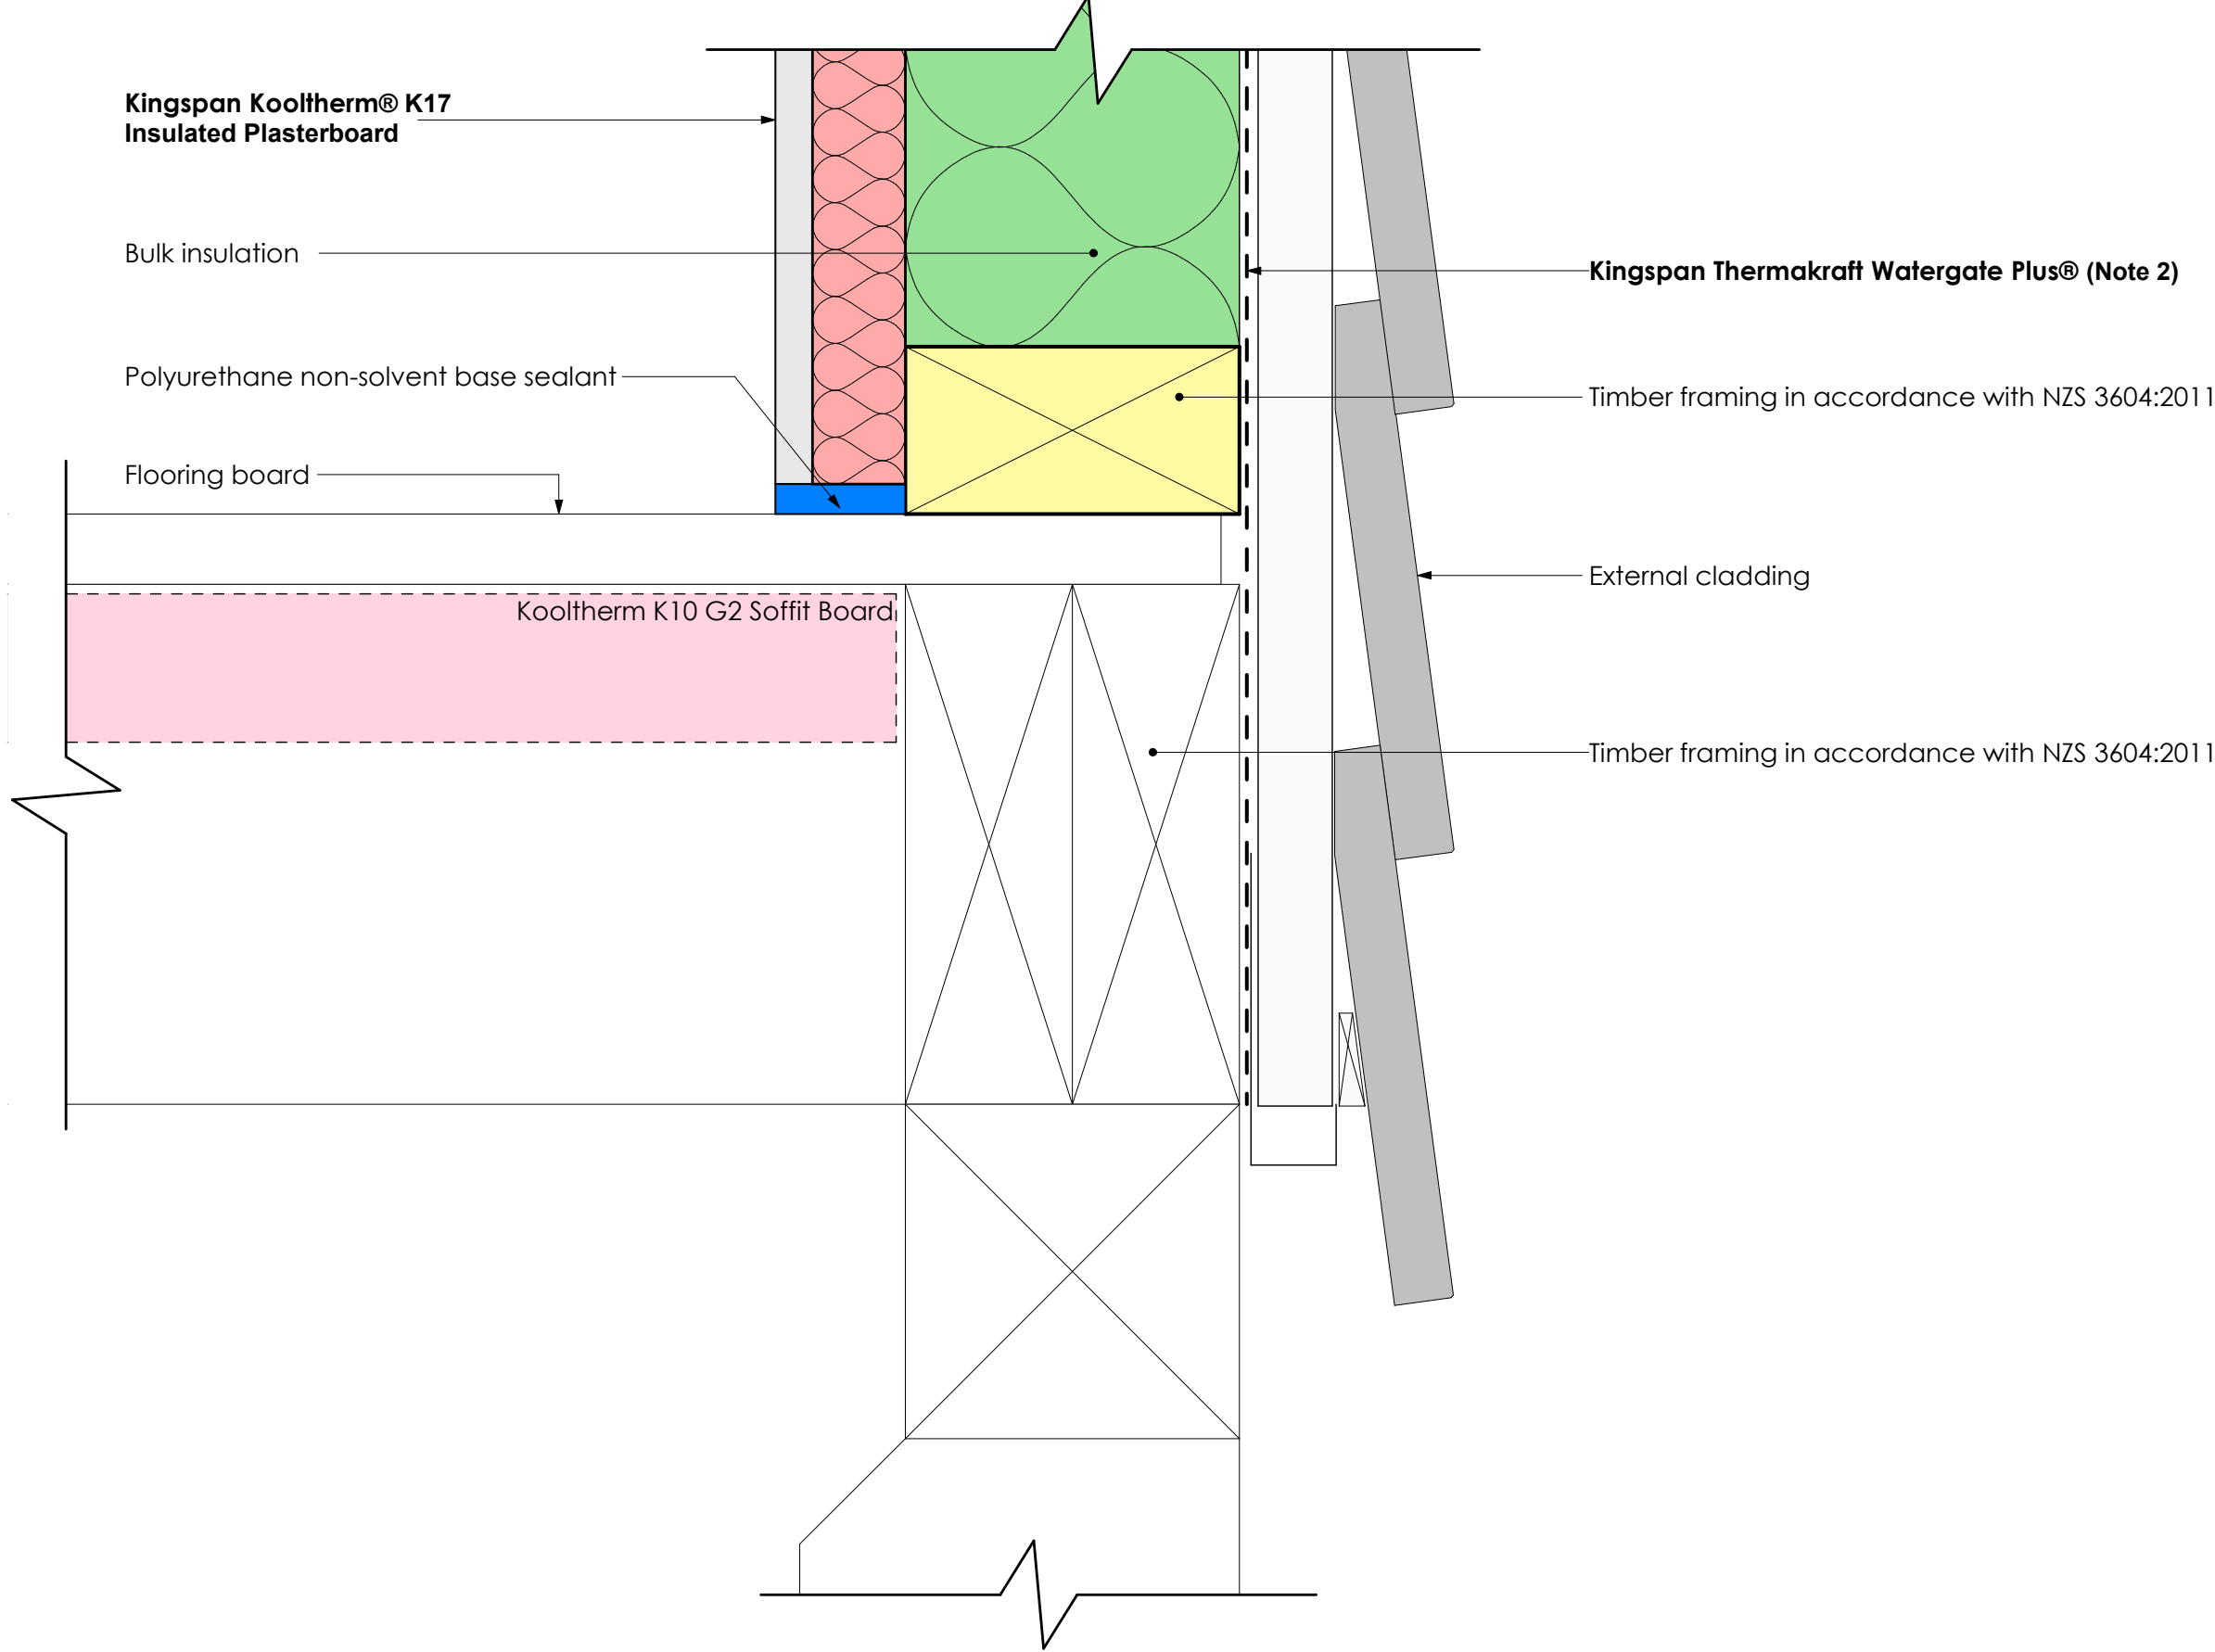 Kingspan Kooltherm® K17
Insulated Plasterboard
Bulk insulation
Kingspan Thermakraft Watergate Plus® (Note 2)
Polyurethane non-solvent base sealant
Timber framing in accordance with NZS 3604:2011
Flooring board
External cladding
Kooltherm K10 G2 Soffit Board
Timber framing in accordance with NZS 3604:2011